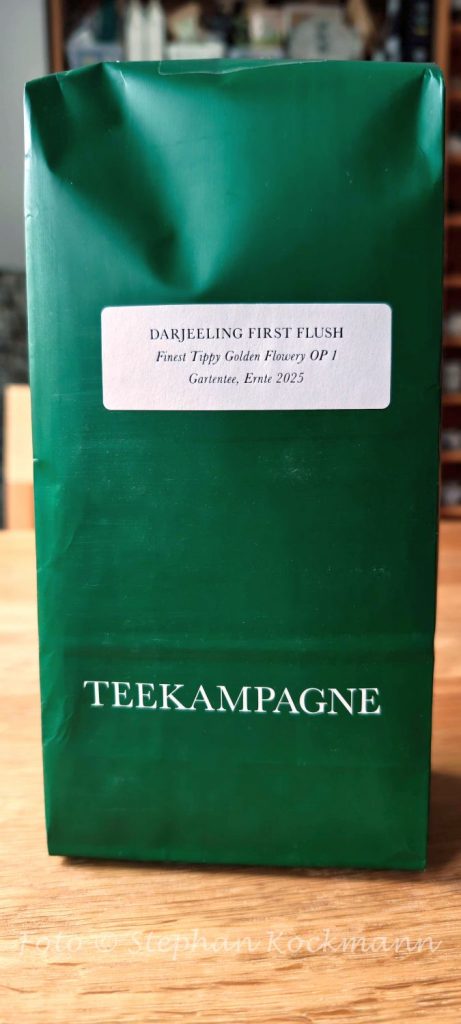 DARJEELING FIRST FLUSH
Finest Tippy Golden Flowery OP 1
Gartentee, Ernte 2025
TEEKAMPAGNE
Foto © Stephan Kockmann